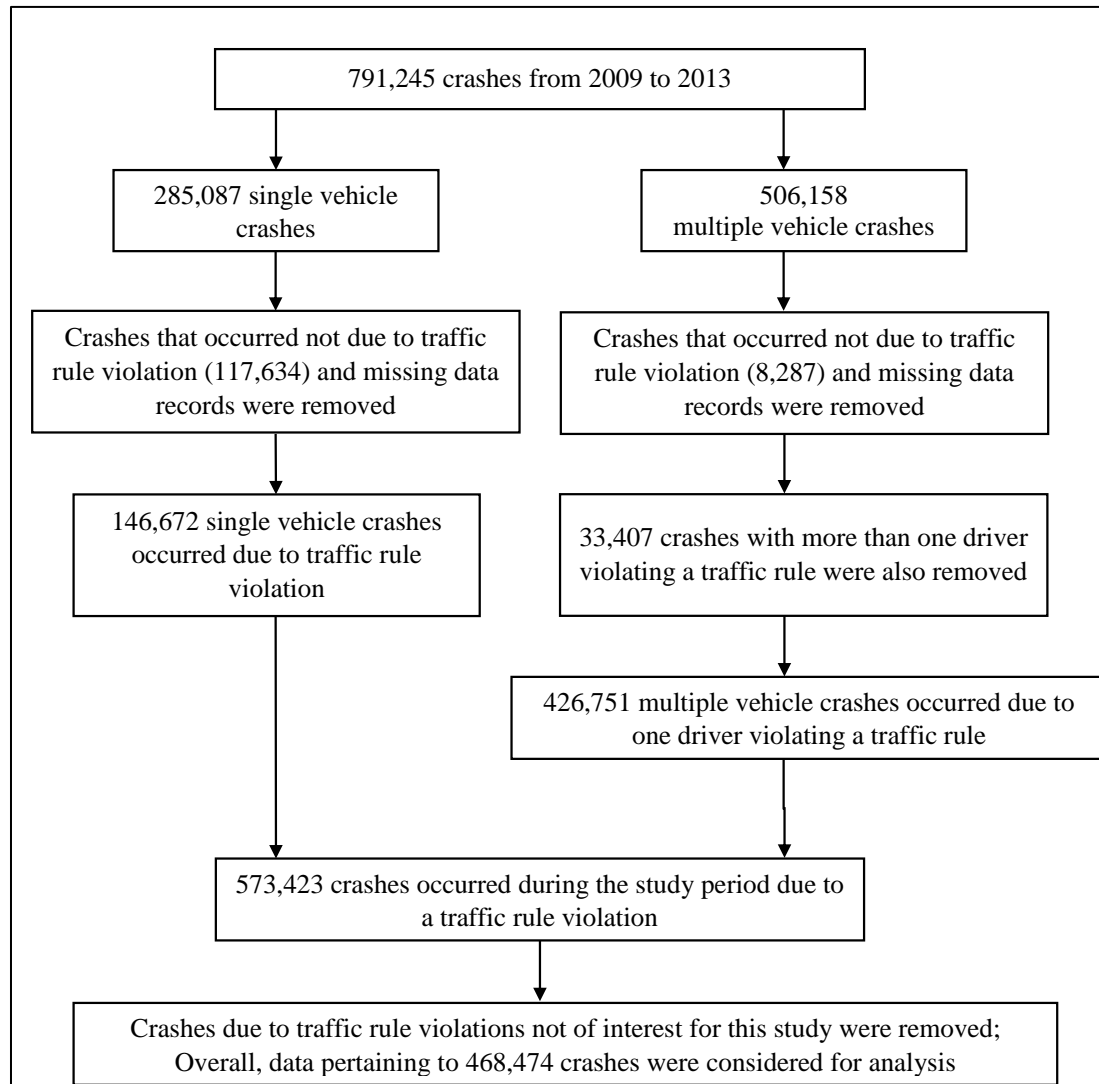 791,245 crashes from 2009 to 2013
285,087 single vehicle
crashes
506,158
multiple vehicle crashes
Crashes that occurred not due to traffic
rule violation (117,634) and missing data
records were removed
Crashes that occurred not due to traffic
rule violation (8,287) and missing data
records were removed
146,672 single vehicle crashes
occurred due to traffic rule
violation
33,407 crashes with more than one driver
violating a traffic rule were also removed
426,751 multiple vehicle crashes occurred due to
one driver violating a traffic rule
573,423 crashes occurred during the study period due to
a traffic rule violation
Crashes due to traffic rule violations not of interest for this study were removed;
Overall, data pertaining to 468,474 crashes were considered for analysis